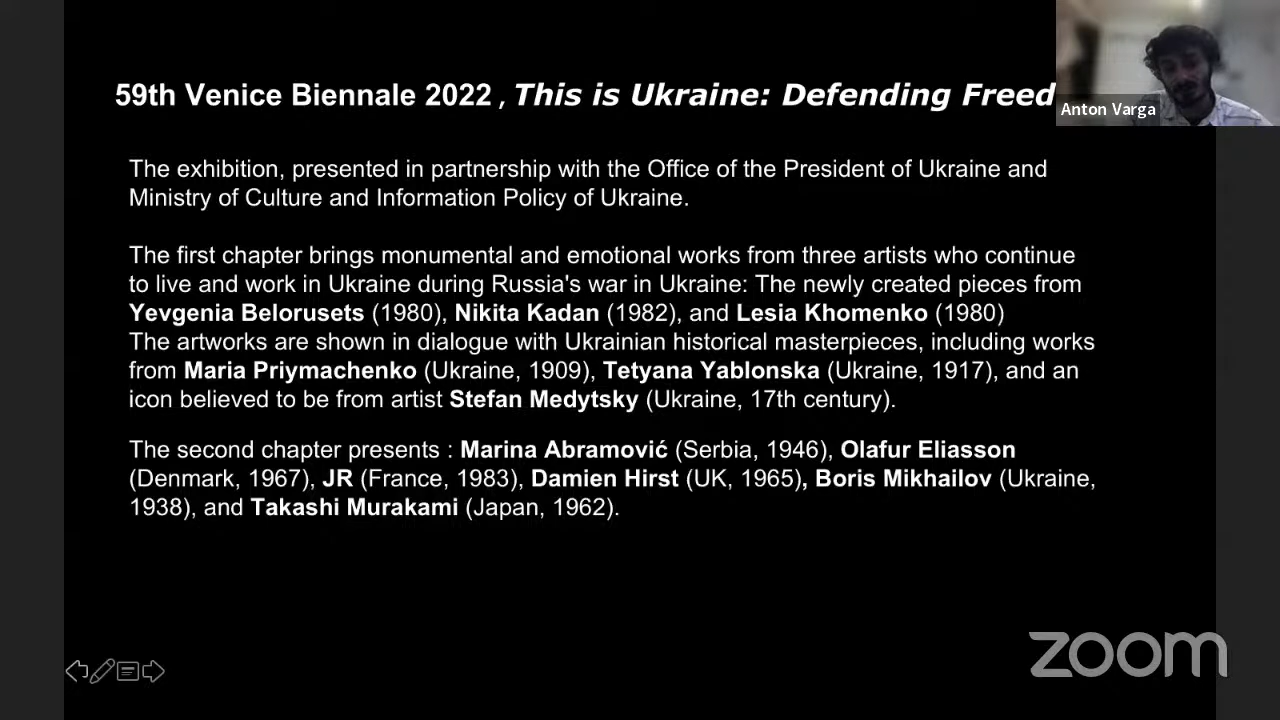 59th Venice Biennale 2022 , This is Ukraine: Defending Freed
Anton Varga
The exhibition, presented in partnership with the Office of the President of Ukraine and
Ministry of Culture and Information Policy of Ukraine.
The first chapter brings monumental and emotional works from three artists who continue
to live and work in Ukraine during Russia's war in Ukraine: The newly created pieces from
Yevgenia Belorusets (1980), Nikita Kadan (1982), and Lesia Khomenko (1980)
The artworks are shown in dialogue with Ukrainian historical masterpieces, including works
from Maria Priymachenko (Ukraine, 1909), Tetyana Yablonska (Ukraine, 1917), and an
icon believed to be from artist Stefan Medytsky (Ukraine, 17th century).
The second chapter presents : Marina Abramović (Serbia, 1946), Olafur Eliasson
(Denmark, 1967), JR (France, 1983), Damien Hirst (UK, 1965), Boris Mikhailov (Ukraine,
1938), and Takashi Murakami (Japan, 1962).
zoom